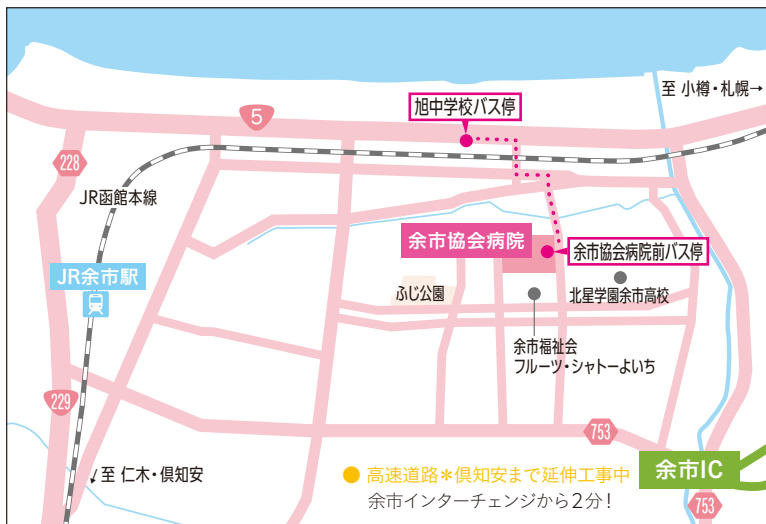 至 小樽・札幌→
旭中学校バス停
5
228
JR函館本線
余市協会病院
余市協会病院前バス停
JR余市駅
ふじ公園
北星学園余市高校
余市福祉会
フルーツ・シャトーよいち
229
753
至 仁木・倶知安
高速道路＊倶知安まで延伸工事中
余市IC
余市インターチェンジから2分！
753